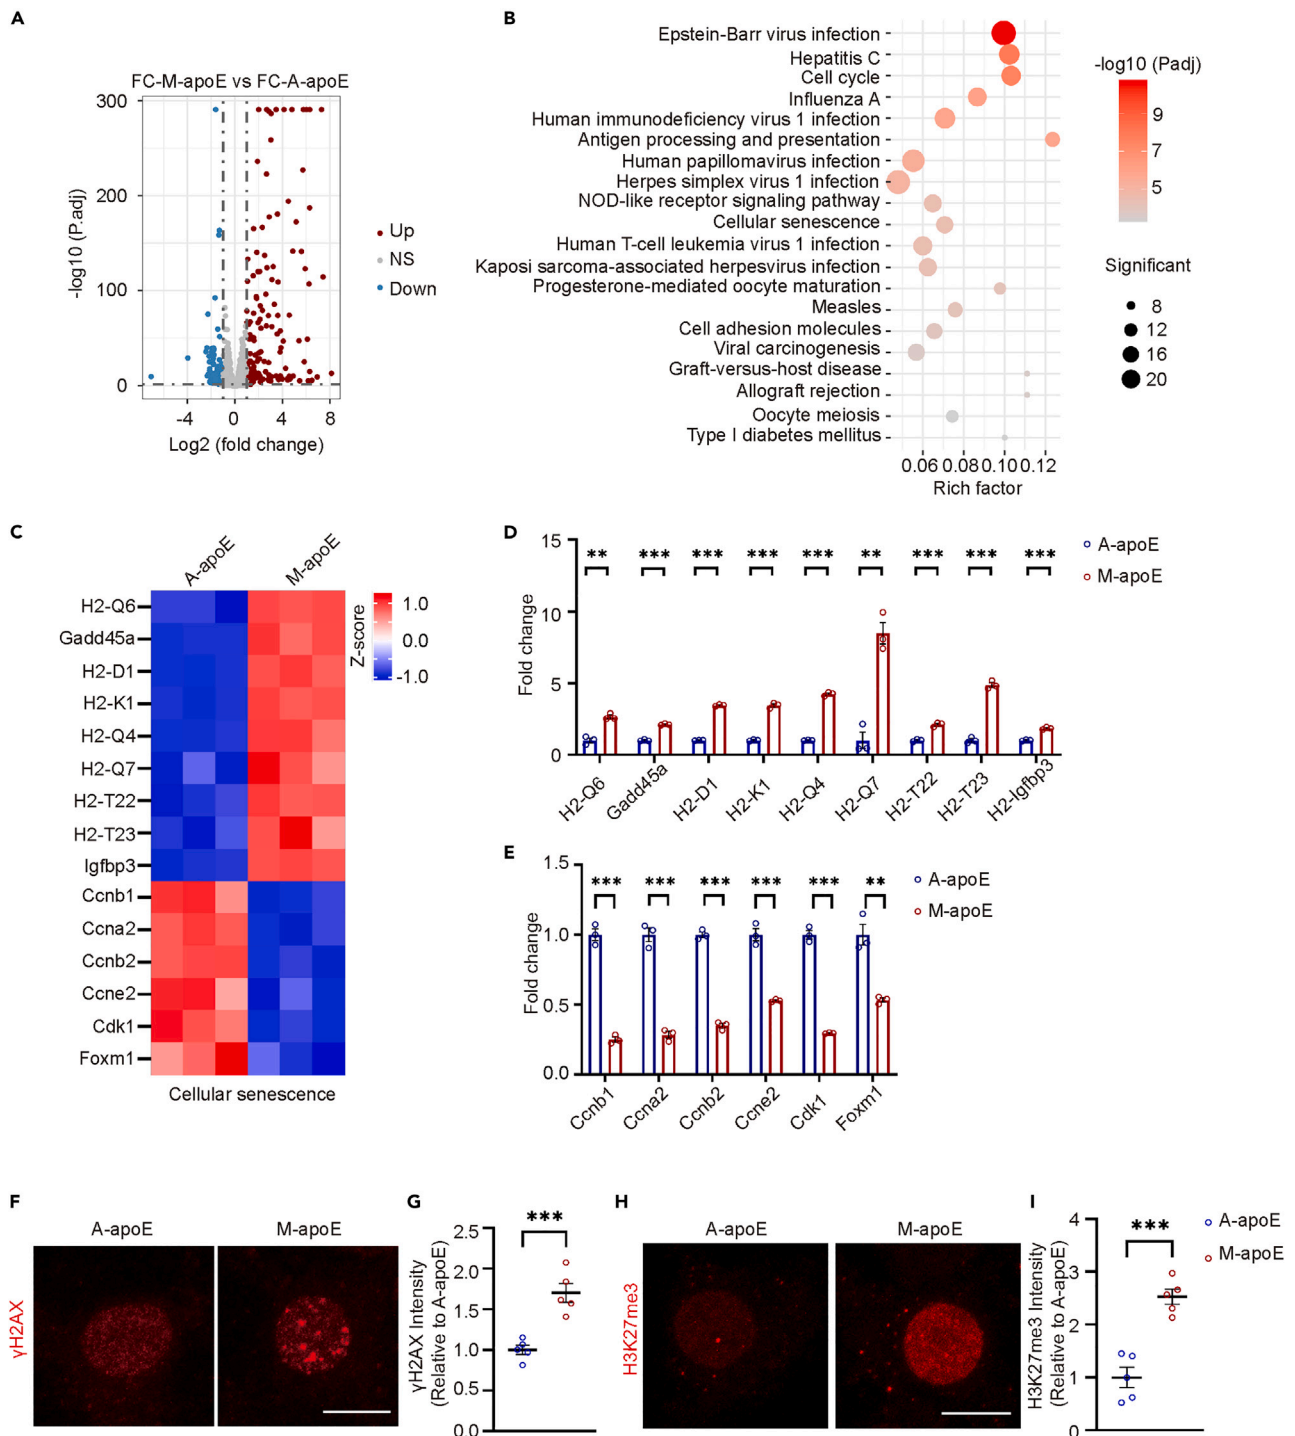 A
FC-M-apoE vs FC-A-apoE
300
200
100
0
-log10 (P.adj)
-4
0
4
8
Log2 (fold change)
Up
NS
Down
B
Epstein-Barr virus infection
Hepatitis C
Cell cycle
Influenza A
Human immunodeficiency virus 1 infection
Antigen processing and presentation
Human papillomavirus infection
Herpes simplex virus 1 infection
NOD-like receptor signaling pathway
Cellular senescence
Human T-cell leukemia virus 1 infection
Kaposi sarcoma-associated herpesvirus infection
Progesterone-mediated oocyte maturation
Measles
Cell adhesion molecules
Viral carcinogenesis
Graft-versus-host disease
Allograft rejection
Oocyte meiosis
Type I diabetes mellitus
0.06 0.08 0.10 0.12
Rich factor
-log10 (Padj)
9
7
5
Significant
8
12
16
20
C
A-apoE
M-apoE
H2-Q6
Gadd45a
H2-D1
H2-K1
H2-Q4
H2-Q7
H2-T22
H2-T23
Igfbp3
Ccnb1
Ccna2
Ccnb2
Ccne2
Cdk1
Foxm1
Cellular senescence
Z-score
1.0
0.0
-1.0
D
15
10
5
0
Fold change
** *** *** *** *** ** *** *** ***
H2-Q6
Gadd45a
H2-D1
H2-K1
H2-Q4
H2-Q7
H2-T22
H2-T23
H2-Igfbp3
A-apoE
M-apoE
E
1.5
1.0
0.5
0.0
Fold change
*** *** *** *** *** **
Ccnb1
Ccna2
Ccnb2
Ccne2
Cdk1
Foxm1
A-apoE
M-apoE
F
A-apoE
M-apoE
γH2AX
G
2.5
2.0
1.5
1.0
0.5
0.0
γH2AX Intensity
(Relative to A-apoE)
***
H
A-apoE
M-apoE
H3K27me3
I
4
3
2
1
0
H3K27me3 Intensity
(Relative to A-apoE)
***
A-apoE
M-apoE